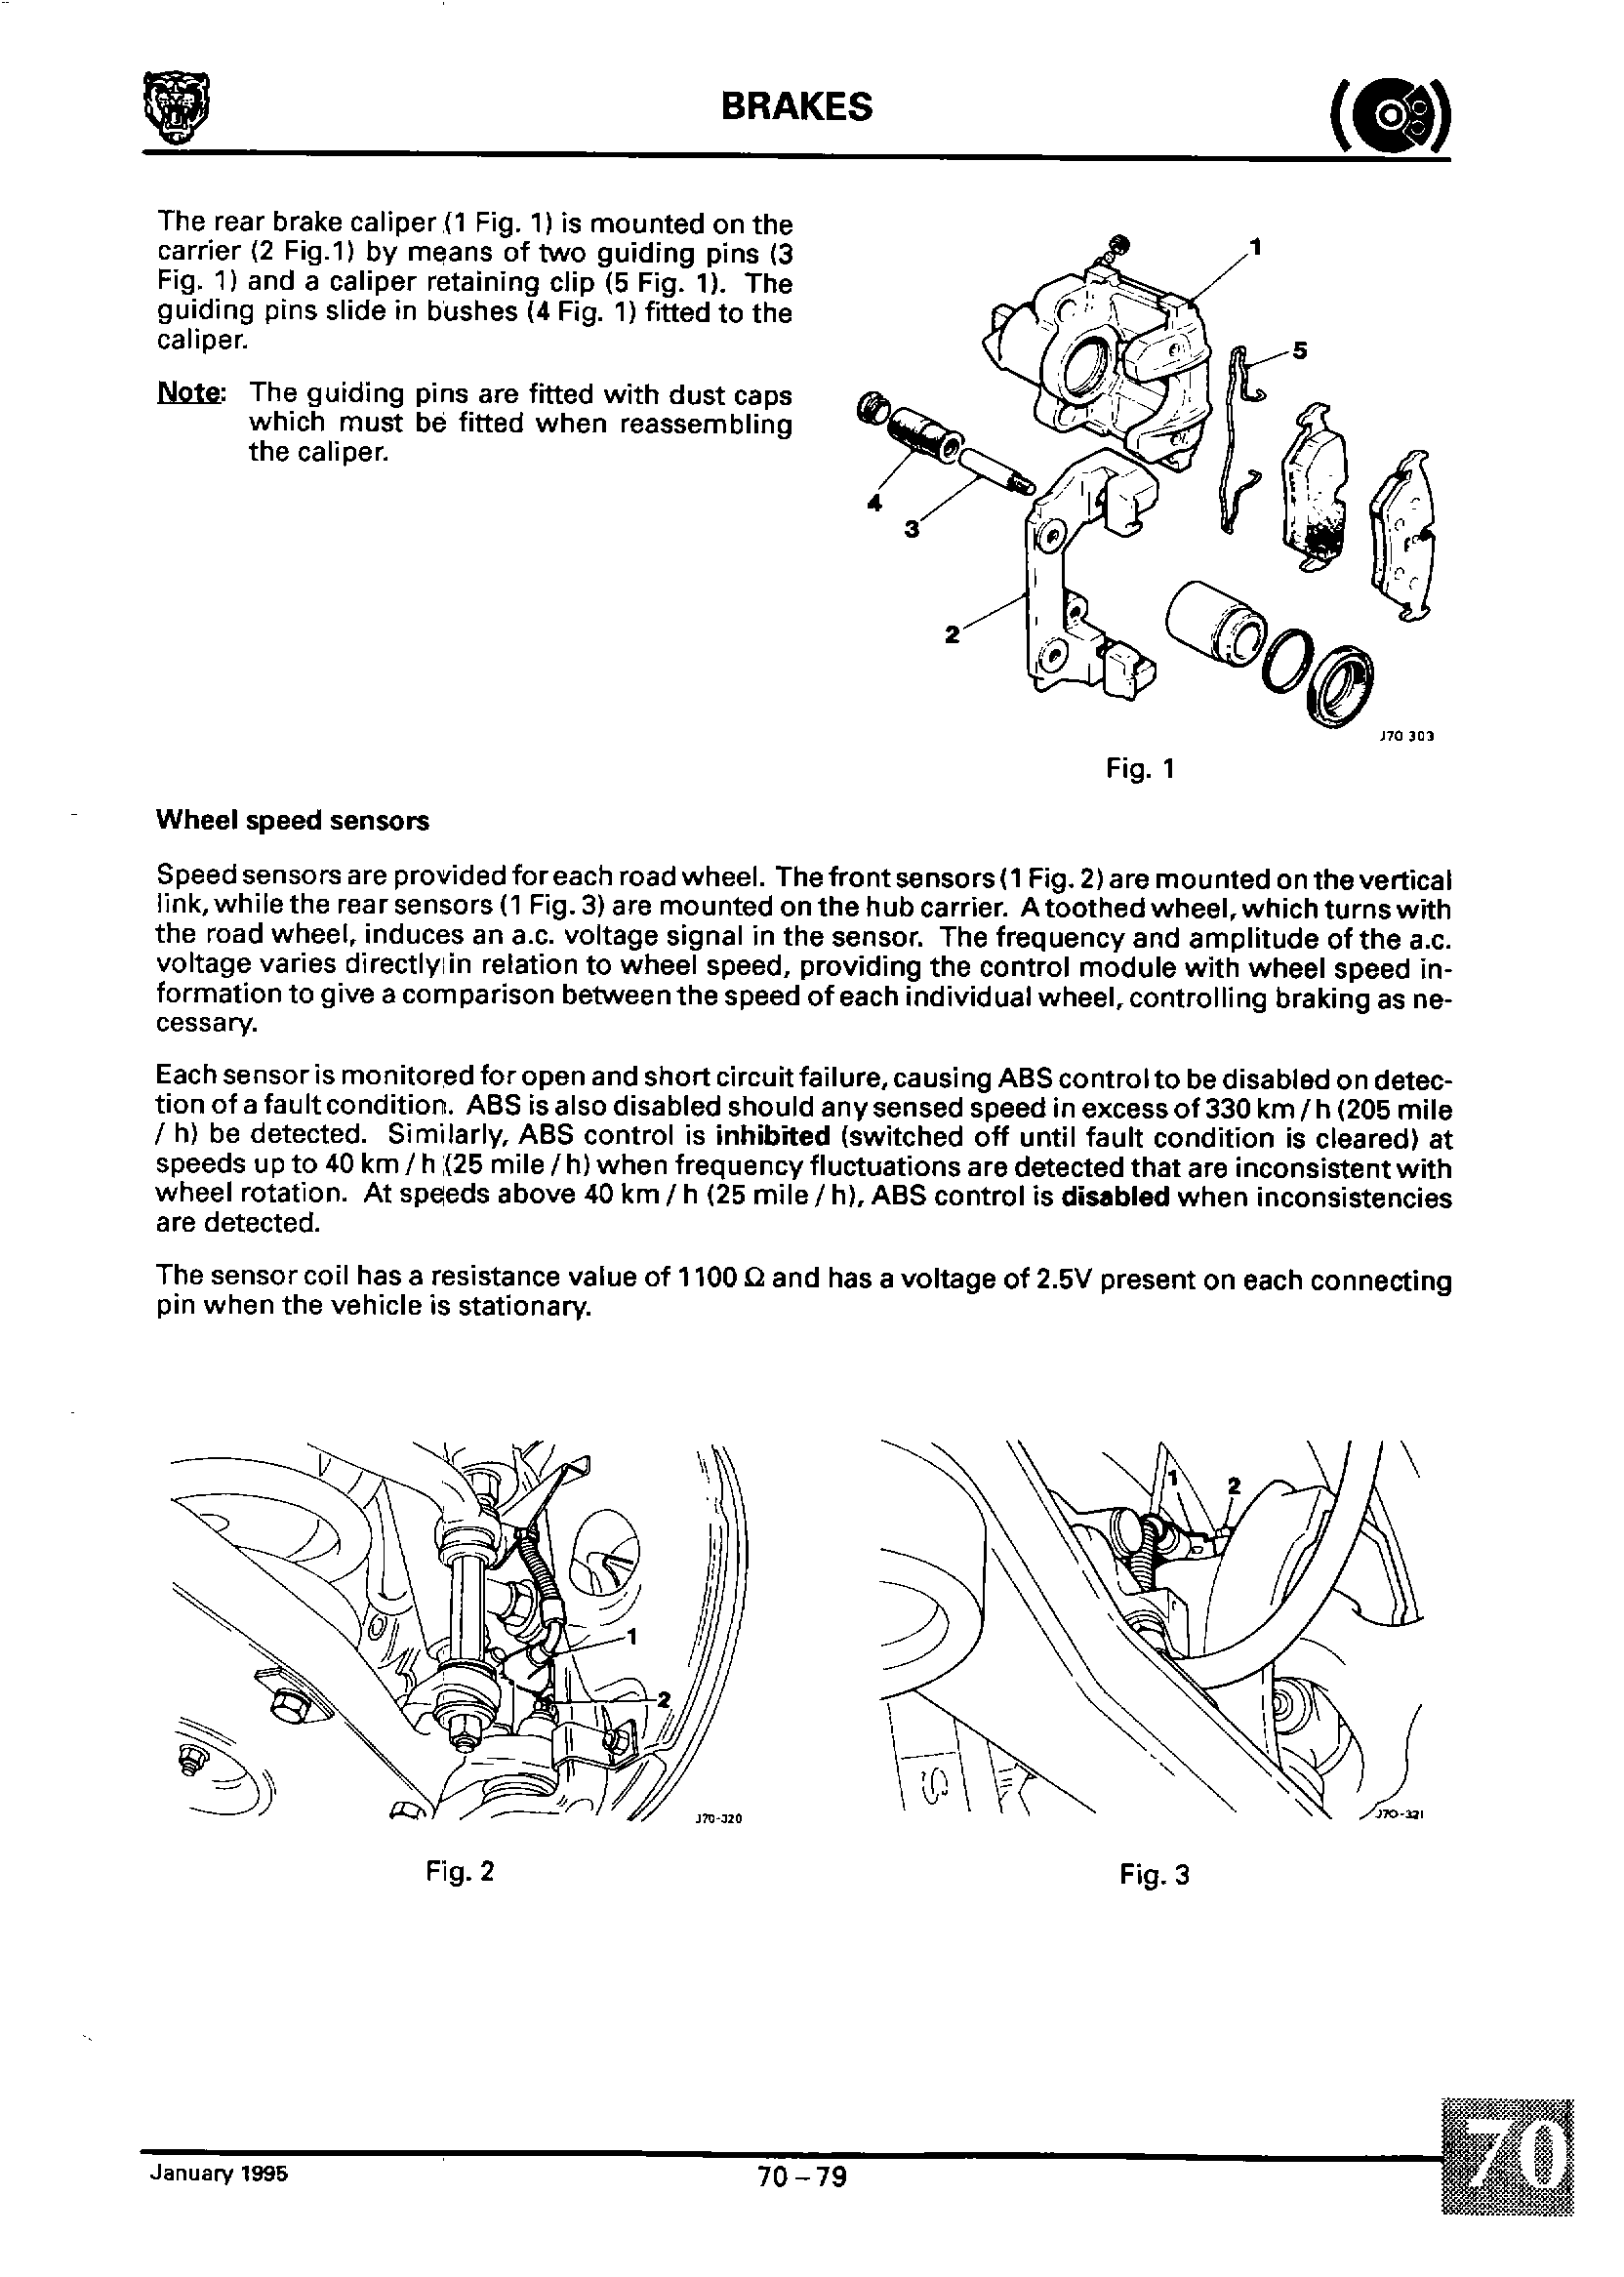 BRAKES
The rear brake caliper (1 Fig. 1) is mounted on the
carrier (2 Fig.1) by means of two guiding pins (3
Fig. 1) and a caliper retaining clip (5 Fig. 1). The
guiding pins slide in bushes (4 Fig. 1) fitted to the
caliper.
Note: The guiding pins are fitted with dust caps
which must be fitted when reassembling
the caliper.
1
5
4
3
2
J70 303
Fig. 1
Wheel speed sensors
Speed sensors are provided for each road wheel. The front sensors (1 Fig. 2) are mounted on the vertical
link, while the rear sensors (1 Fig. 3) are mounted on the hub carrier. A toothed wheel, which turns with
the road wheel, induces an a.c. voltage signal in the sensor. The frequency and amplitude of the a.c.
voltage varies directly in relation to wheel speed, providing the control module with wheel speed in-
formation to give a comparison between the speed of each individual wheel, controlling braking as ne-
cessary.
Each sensor is monitored for open and short circuit failure, causing ABS control to be disabled on detec-
tion of a fault condition. ABS is also disabled should any sensed speed in excess of 330 km / h (205 mile
/ h) be detected. Similarly, ABS control is inhibited (switched off until fault condition is cleared) at
speeds up to 40 km / h (25 mile / h) when frequency fluctuations are detected that are inconsistent with
wheel rotation. At speeds above 40 km / h (25 mile / h), ABS control is disabled when inconsistencies
are detected.
The sensor coil has a resistance value of 1100 Ω and has a voltage of 2.5V present on each connecting
pin when the vehicle is stationary.
1
2
J70-320
Fig. 2
1
2
J70-321
Fig. 3
January 1995
70 – 79
70